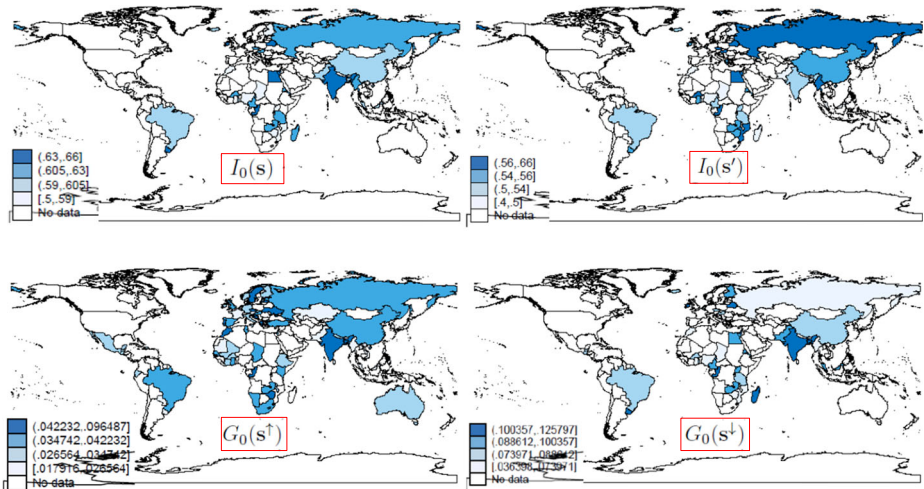 (.63,.66]
(.605,.63]
(.59,.605]
[.5,.59]
No data
I₀(s)
(.56,.66]
(.54,.56]
(.5,.54]
[.4,.5]
No data
I₀(s′)
(.042232,.096487]
(.034742,.042232]
(.026564,.034742]
[.017916,.026564]
No data
G₀(s↑)
(.100357,.125797]
(.088612,.100357]
(.073971,.088612]
[.036398,.073971]
No data
G₀(s↓)